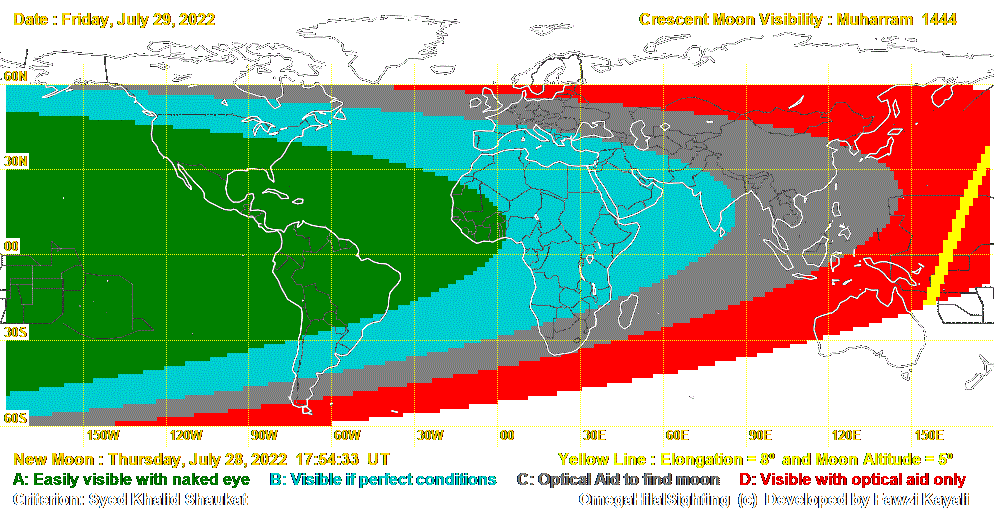 Date : Friday, July 29, 2022 Crescent Moon Visibility : Muharram 1444
60N
30N
00
30S
60S
150W 120W 90W 60W 30W 00 30E 60E 90E 120E 150E
New Moon : Thursday, July 28, 2022 17:54:33 UT Yellow Line : Elongation = 8° and Moon Altitude = 5°
A: Easily visible with naked eye B: Visible if perfect conditions C: Optical Aid to find moon D: Visible with optical aid only
Criterion: Syed Khalid Shaukat OmegaHilalSighting (c) Developed by Fawzi Kayali